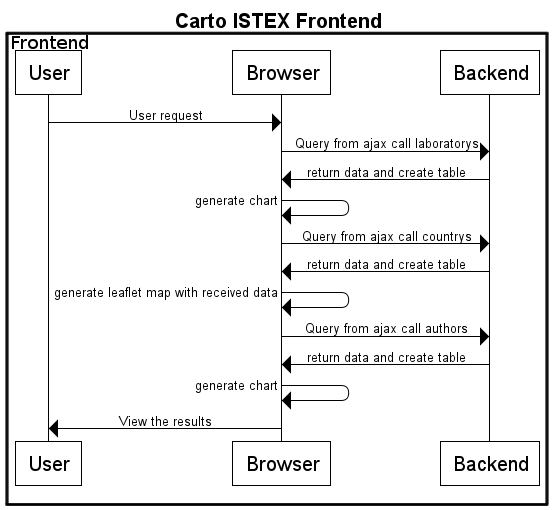 Carto ISTEX Frontend
Frontend
User Browser Backend
User request
Query from ajax call laboratorys
return data and create table
generate chart
Query from ajax call countrys
return data and create table
generate leaflet map with received data
Query from ajax call authors
return data and create table
generate chart
View the results
User Browser Backend